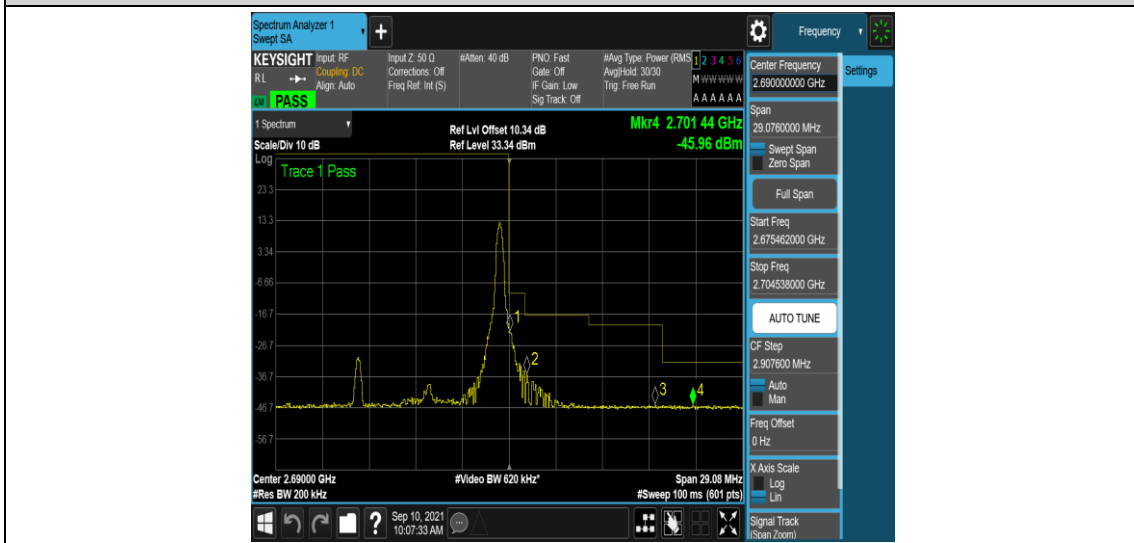 Spectrum Analyzer 1
Swept SA
+
Frequency
KEYSIGHT
Input: RF
Input Z: 50 Ω
#Atten: 40 dB
PNO: Fast
#Avg Type: Power (RMS
1 2 3 4 5 6
R L
Coupling: DC
Corrections: Off
Gate: Off
Avg|Hold: 30/30
M W W W W W
Align: Auto
Freq Ref: Int (S)
IF Gain: Low
Trig: Free Run
Sig Track: Off
A A A A A A
PASS
1 Spectrum
Ref Lvl Offset 10.34 dB
Mkr4 2.701 44 GHz
Scale/Div 10 dB
Ref Level 33.34 dBm
-45.96 dBm
Log
Trace 1 Pass
23.3
13.3
3.34
-6.66
-16.7
-26.7
-36.7
-46.7
-56.7
1
2
3
4
Center 2.69000 GHz
#Video BW 620 kHz*
Span 29.08 MHz
#Res BW 200 kHz
#Sweep 100 ms (601 pts)
?
Sep 10, 2021
10:07:33 AM
Center Frequency
2.690000000 GHz
Settings
Span
29.0760000 MHz
Swept Span
Zero Span
Full Span
Start Freq
2.675462000 GHz
Stop Freq
2.704538000 GHz
AUTO TUNE
CF Step
2.907600 MHz
Auto
Man
Freq Offset
0 Hz
X Axis Scale
Log
Lin
Signal Track
(Span Zoom)